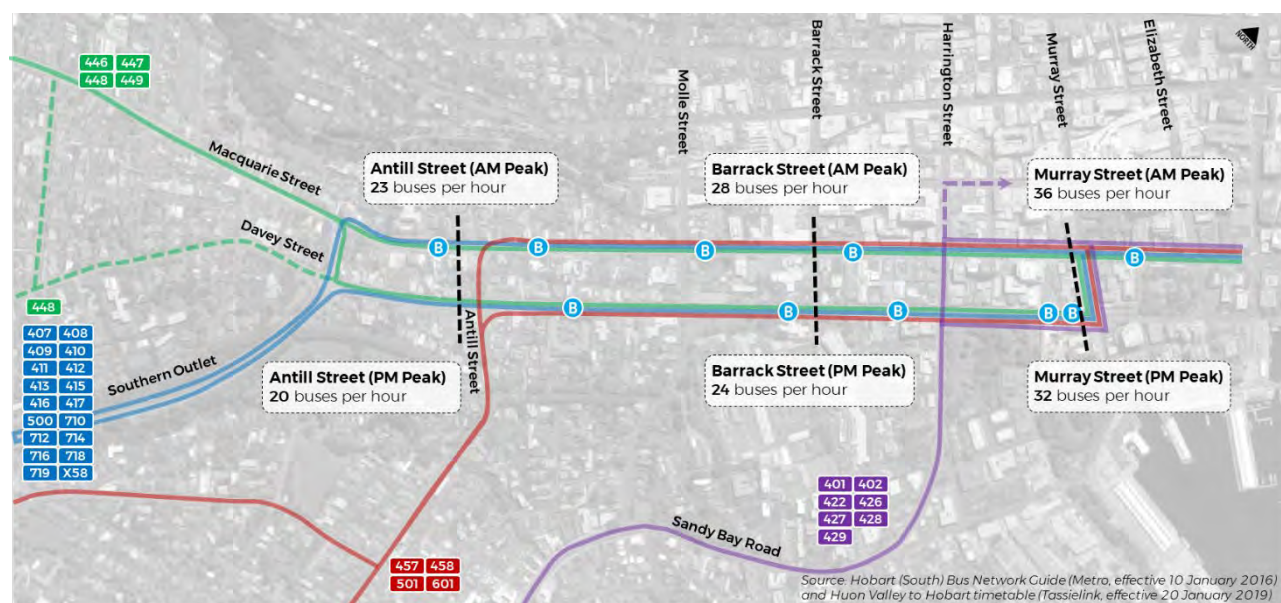 446 447
448 449
Macquarie Street
Davey Street
448
407 408
409 410
411 412
413 415
416 417
500 710
712 714
716 718
719 X58
Southern Outlet
Antill Street (AM Peak)
23 buses per hour
Antill Street (PM Peak)
20 buses per hour
Antill Street
457 458
501 601
Molle Street
Barrack Street
Harrington Street
Murray Street
Elizabeth Street
NORTH
Barrack Street (AM Peak)
28 buses per hour
Murray Street (AM Peak)
36 buses per hour
B
B
B
B
B
B
B
B
B
B
Barrack Street (PM Peak)
24 buses per hour
Murray Street (PM Peak)
32 buses per hour
401 402
422 426
427 428
429
Sandy Bay Road
Source: Hobart (South) Bus Network Guide (Metro, effective 10 January 2016)
and Huon Valley to Hobart timetable (Tassielink, effective 20 January 2019)